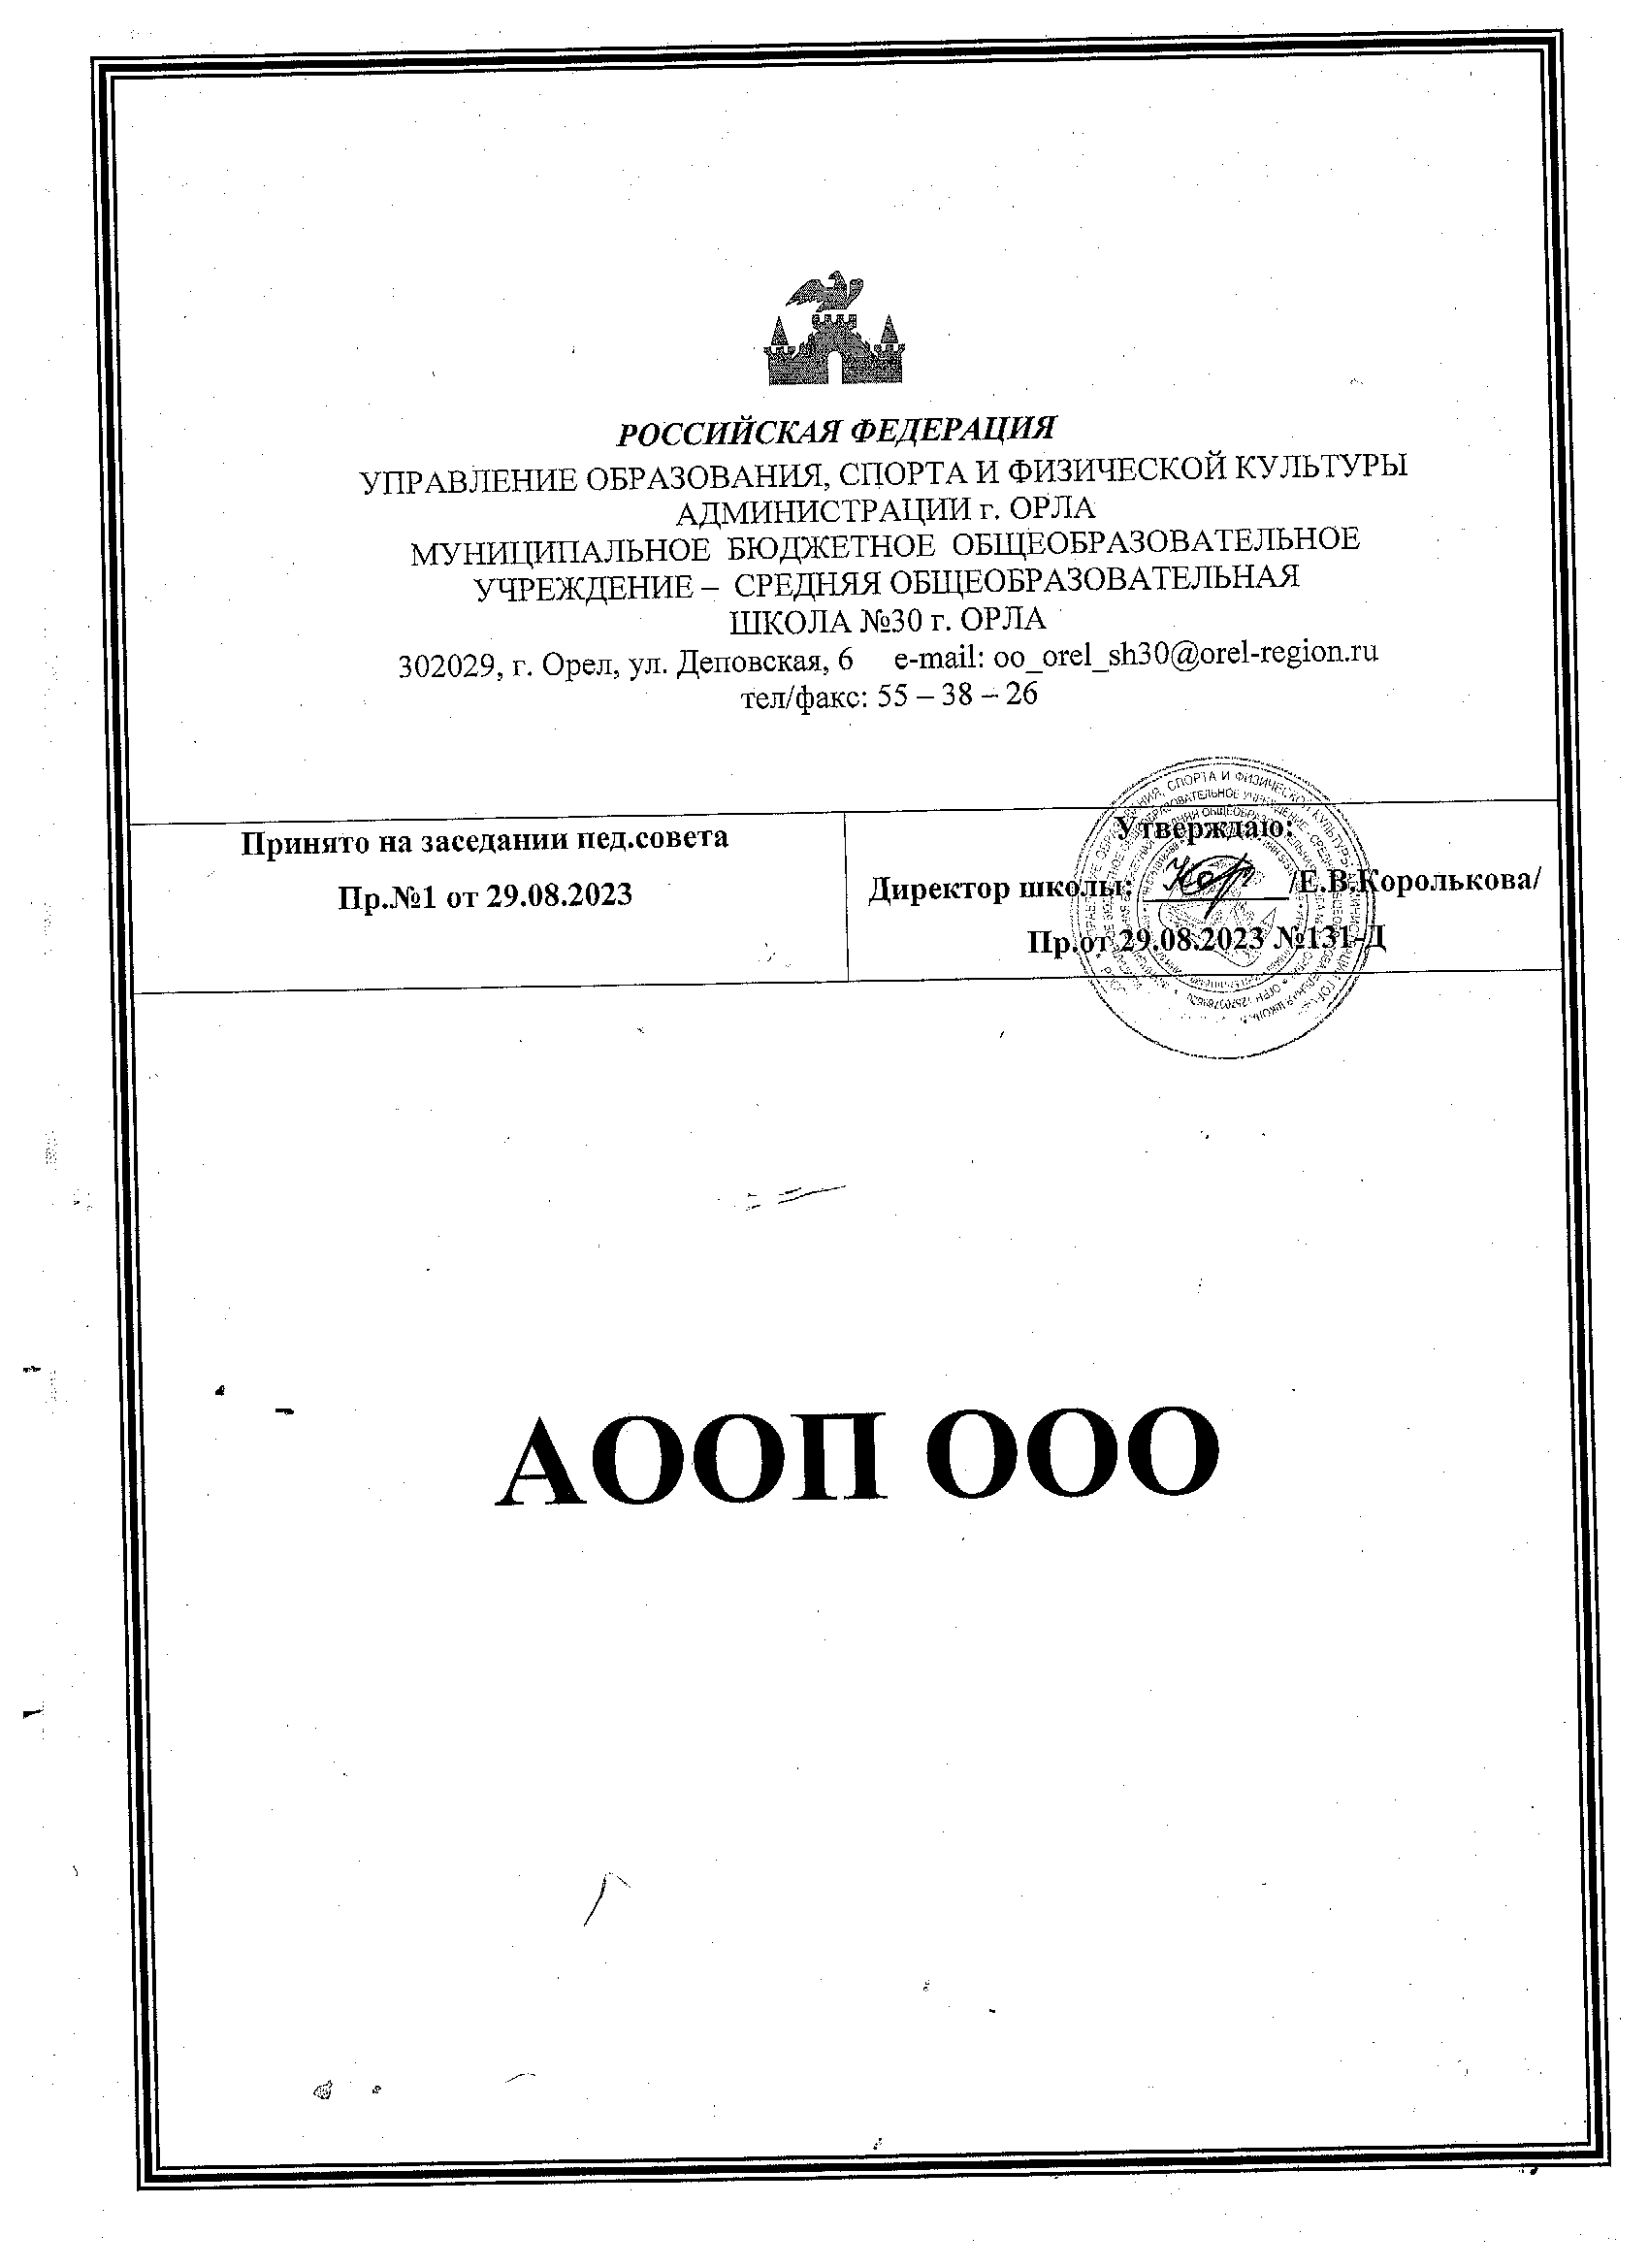 РОССИЙСКАЯ ФЕДЕРАЦИЯ
УПРАВЛЕНИЕ ОБРАЗОВАНИЯ, СПОРТА И ФИЗИЧЕСКОЙ КУЛЬТУРЫ
АДМИНИСТРАЦИИ г. ОРЛА
МУНИЦИПАЛЬНОЕ БЮДЖЕТНОЕ ОБЩЕОБРАЗОВАТЕЛЬНОЕ
УЧРЕЖДЕНИЕ – СРЕДНЯЯ ОБЩЕОБРАЗОВАТЕЛЬНАЯ
ШКОЛА №30 г. ОРЛА
302029, г. Орел, ул. Деповская, 6 e-mail: oo_orel_sh30@orel-region.ru
тел/факс: 55 – 38 – 26
Принято на заседании пед.совета
Пр.№1 от 29.08.2023
Утверждаю:
Директор школы: /Е.В.Королькова/
Пр.от 29.08.2023 №131-Д
АООП ООО